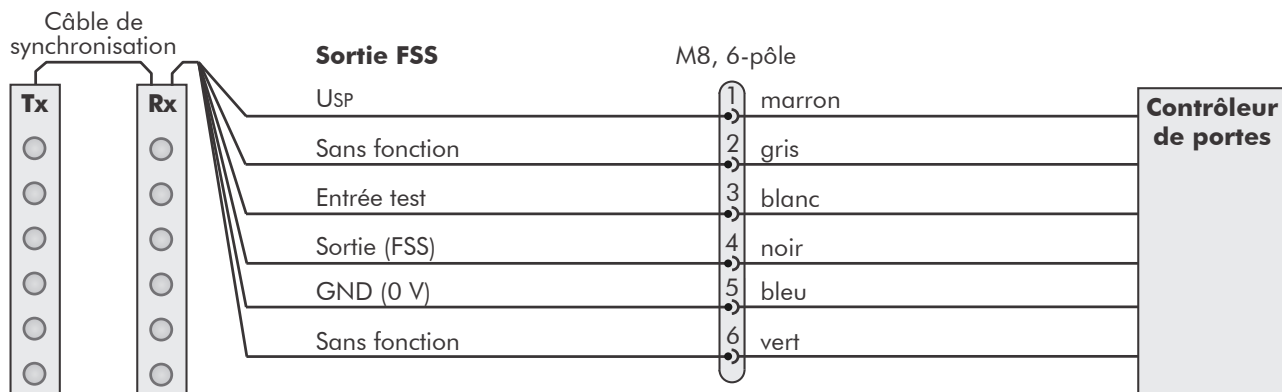 Câble de
synchronisation
Sortie FSS
M8, 6-pôle
Tx
Rx
Contrôleur
de portes
USP
1
marron
Sans fonction
2
gris
Entrée test
3
blanc
Sortie (FSS)
4
noir
GND (0 V)
5
bleu
Sans fonction
6
vert